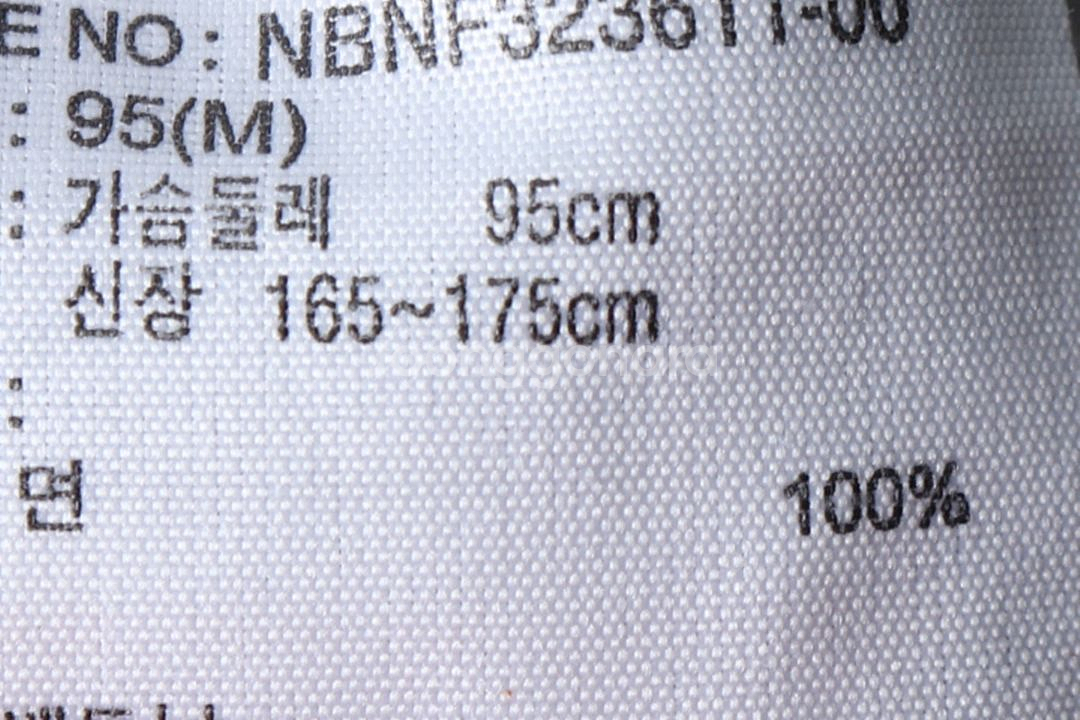 E NO: NBNF323611-00
: 95(M)
: 가슴둘레 95cm
신장 165~175cm
:
면 100%